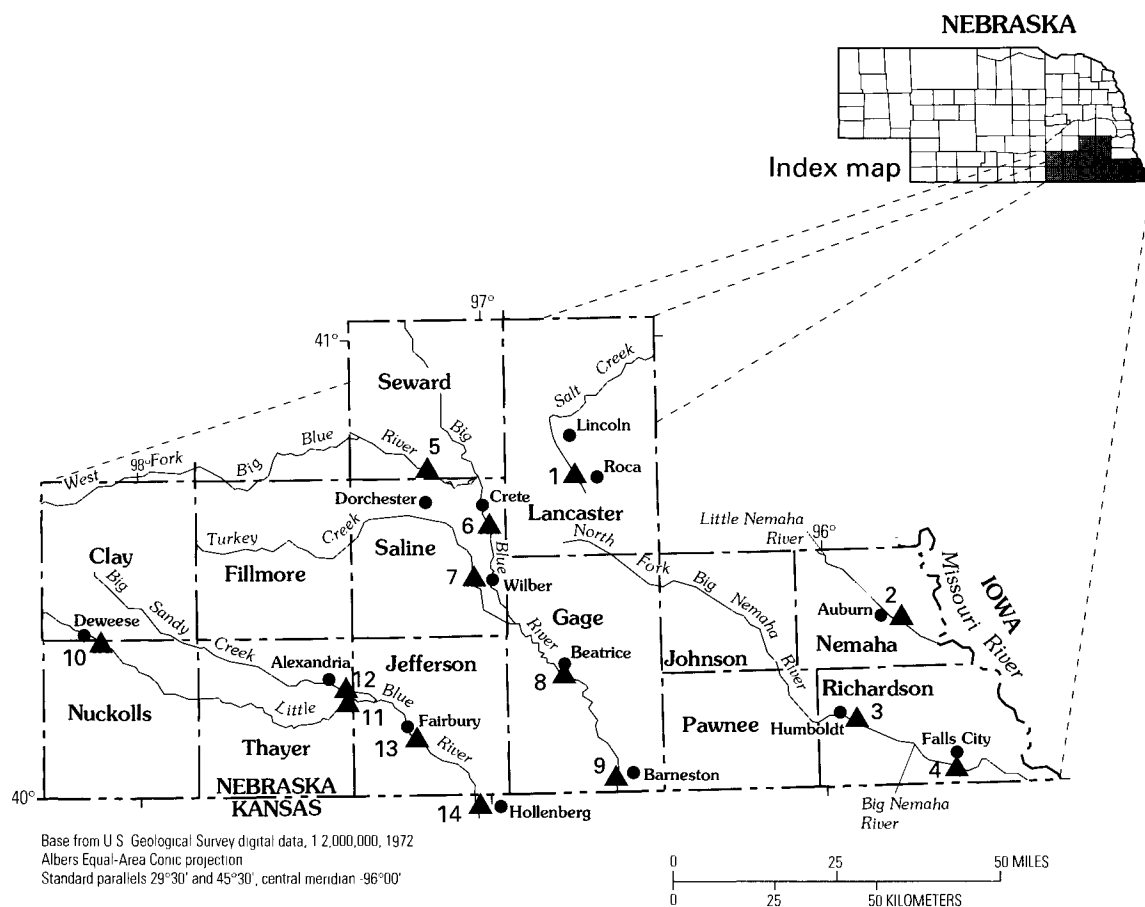 NEBRASKA
Index map
97°
41°
Seward
Salt Creek
Lincoln
Big
Blue
River
5
98°
West Fork
Big
1
Roca
Dorchester
Crete
Lancaster
6
Little Nemaha
River
96°
North
Fork
Big
Nemaha
River
Turkey
Creek
Saline
Blue
Clay
Fillmore
7
Wilber
Missouri River
IOWA
Big
Sandy
Creek
River
Gage
2
Auburn
Nemaha
Deweese
10
Alexandria
Jefferson
Beatrice
Johnson
12
Blue
8
Richardson
Nuckolls
Little
11
Fairbury
Pawnee
3
Humboldt
Thayer
13
River
Falls City
9
Barneston
4
NEBRASKA
KANSAS
40°
14
Hollenberg
Big Nemaha
River
Base from U S Geological Survey digital data, 1 2,000,000, 1972
Albers Equal-Area Conic projection
Standard parallels 29°30' and 45°30', central meridian -96°00'
0 25 50 MILES
0 25 50 KILOMETERS